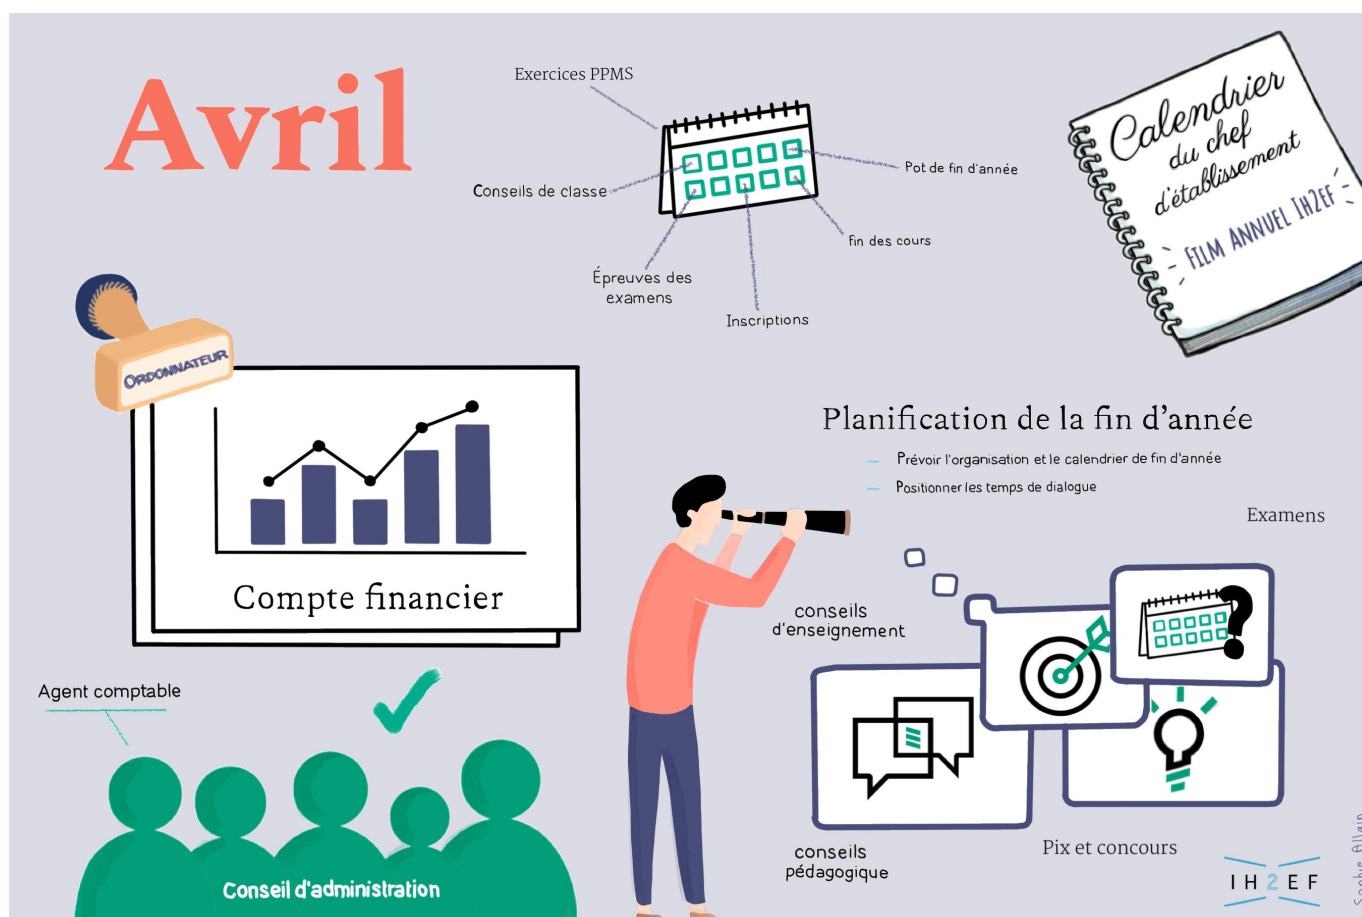 Avril
Exercices PPMS
Conseils de classe
Épreuves des
examens
Inscriptions
fin des cours
Pot de fin d'année
Calendrier
du chef
d'établissement
FILM ANNUEL IH2EF
ORDONNATEUR
Compte financier
Agent comptable
Conseil d'administration
Planification de la fin d'année
Prévoir l'organisation et le calendrier de fin d'année
Positionner les temps de dialogue
Examens
conseils
d'enseignement
conseils
pédagogique
Pix et concours
IH2EF
Sophie Allain